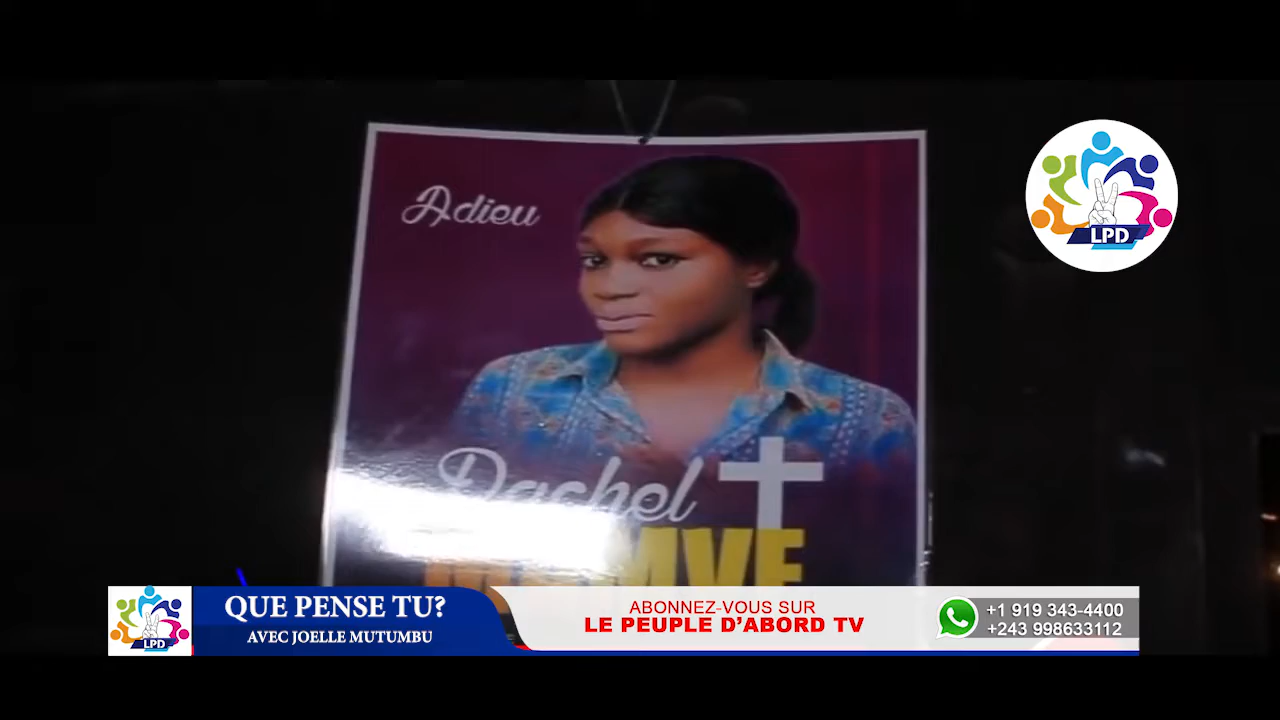 Adieu
Rachel
LPD
QUE PENSE TU?
AVEC JOELLE MUTUMBU
LPD
ABONNEZ-VOUS SUR
LE PEUPLE D'ABORD TV
+1 919 343-4400
+243 998633112